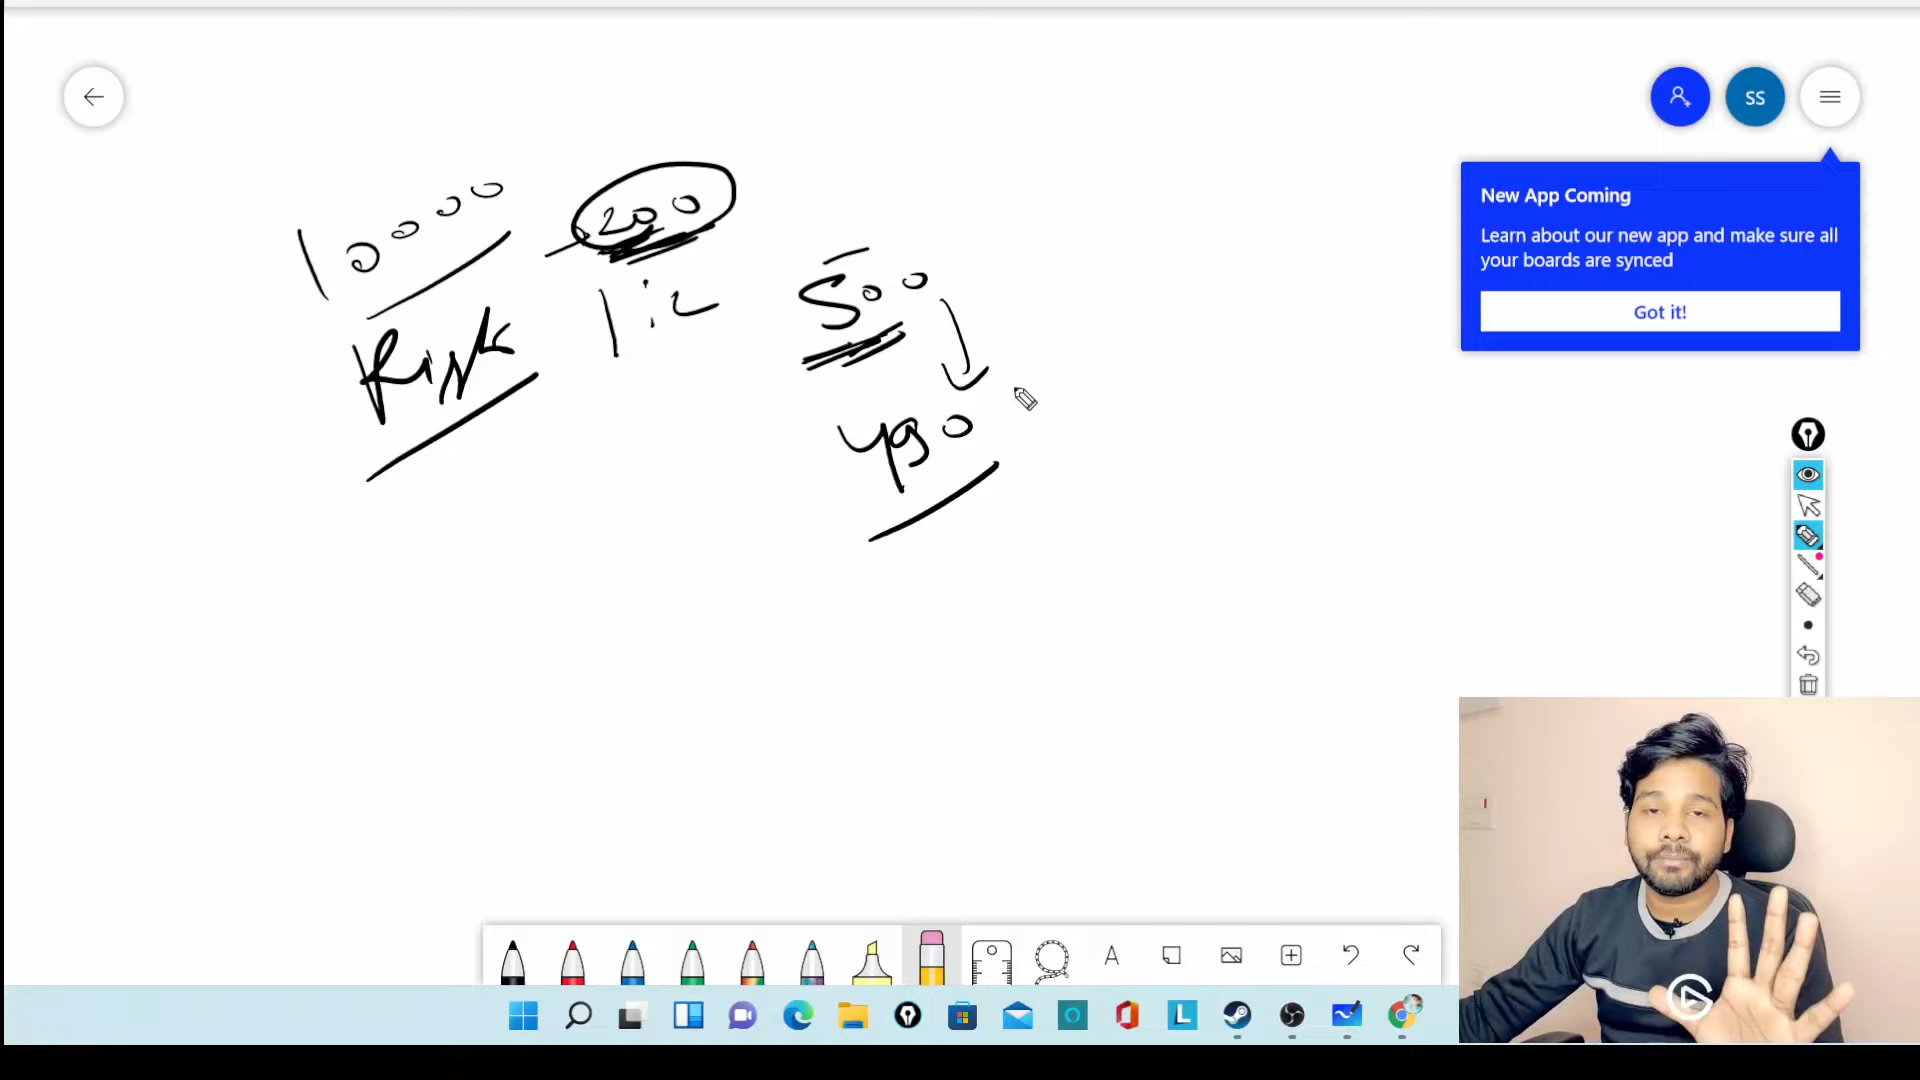 SS
New App Coming
Learn about our new app and make sure all
your boards are synced
Got it!
10000
200
Risk
1:2
500
490
A